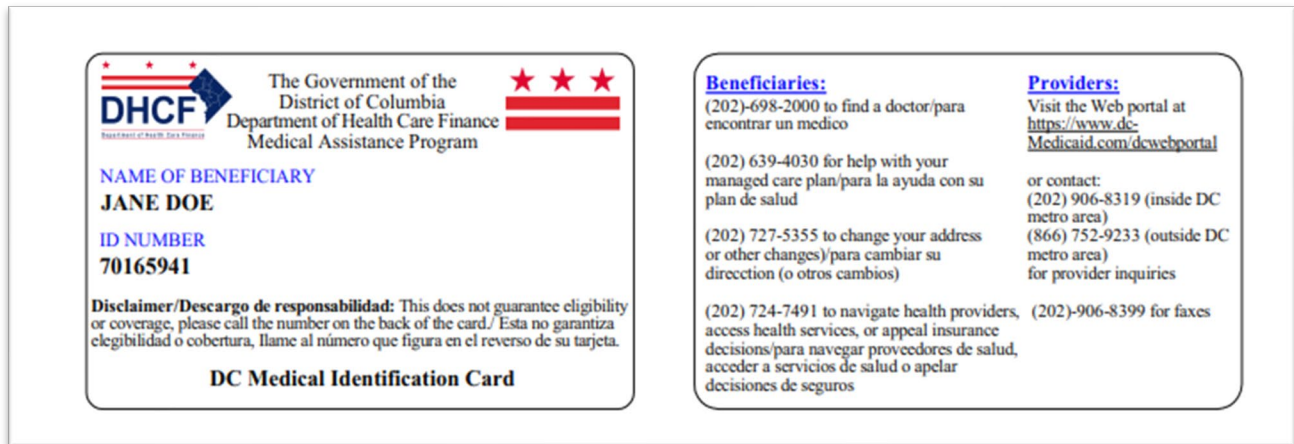 DHCF
Department of Health Care Finance
The Government of the
District of Columbia
Department of Health Care Finance
Medical Assistance Program
NAME OF BENEFICIARY
JANE DOE
ID NUMBER
70165941
Disclaimer/Descargo de responsabilidad: This does not guarantee eligibility
or coverage, please call the number on the back of the card./ Esta no garantiza
elegibilidad o cobertura, Ilame al número que figura en el reverso de su tarjeta.
DC Medical Identification Card
Beneficiaries:
(202)-698-2000 to find a doctor/para
encontrar un medico
(202) 639-4030 for help with your
managed care plan/para la ayuda con su
plan de salud
(202) 727-5355 to change your address
or other changes)/para cambiar su
direcction (o otros cambios)
(202) 724-7491 to navigate health providers,
access health services, or appeal insurance
decisions/para navegar proveedores de salud,
acceder a servicios de salud o apelar
decisiones de seguros
Providers:
Visit the Web portal at
https://www.dc-
Medicaid.com/dcwebportal
or contact:
(202) 906-8319 (inside DC
metro area)
(866) 752-9233 (outside DC
metro area)
for provider inquiries
(202)-906-8399 for faxes